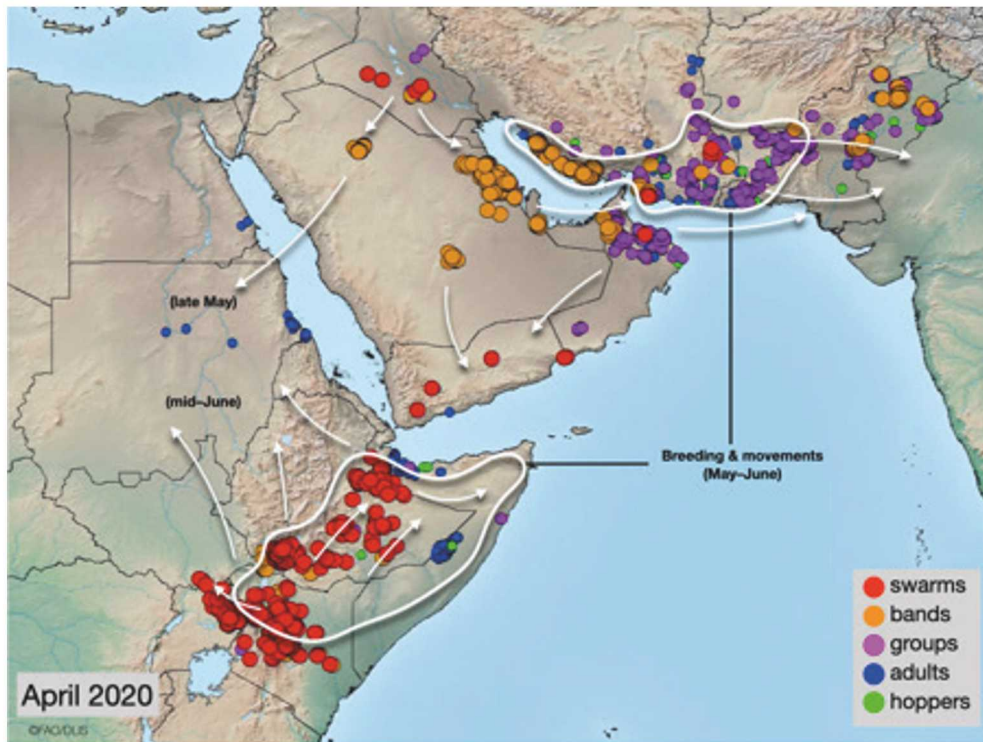 (late May)
(mid–June)
Breeding & movements
(May–June)
swarms
bands
groups
adults
hoppers
April 2020
©FAO/DLIS